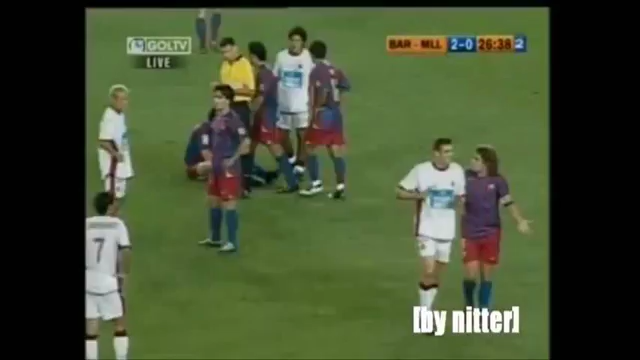 GOLTV
LIVE
BAR - MLL 2-0 26:38 2
7
[by nitter]